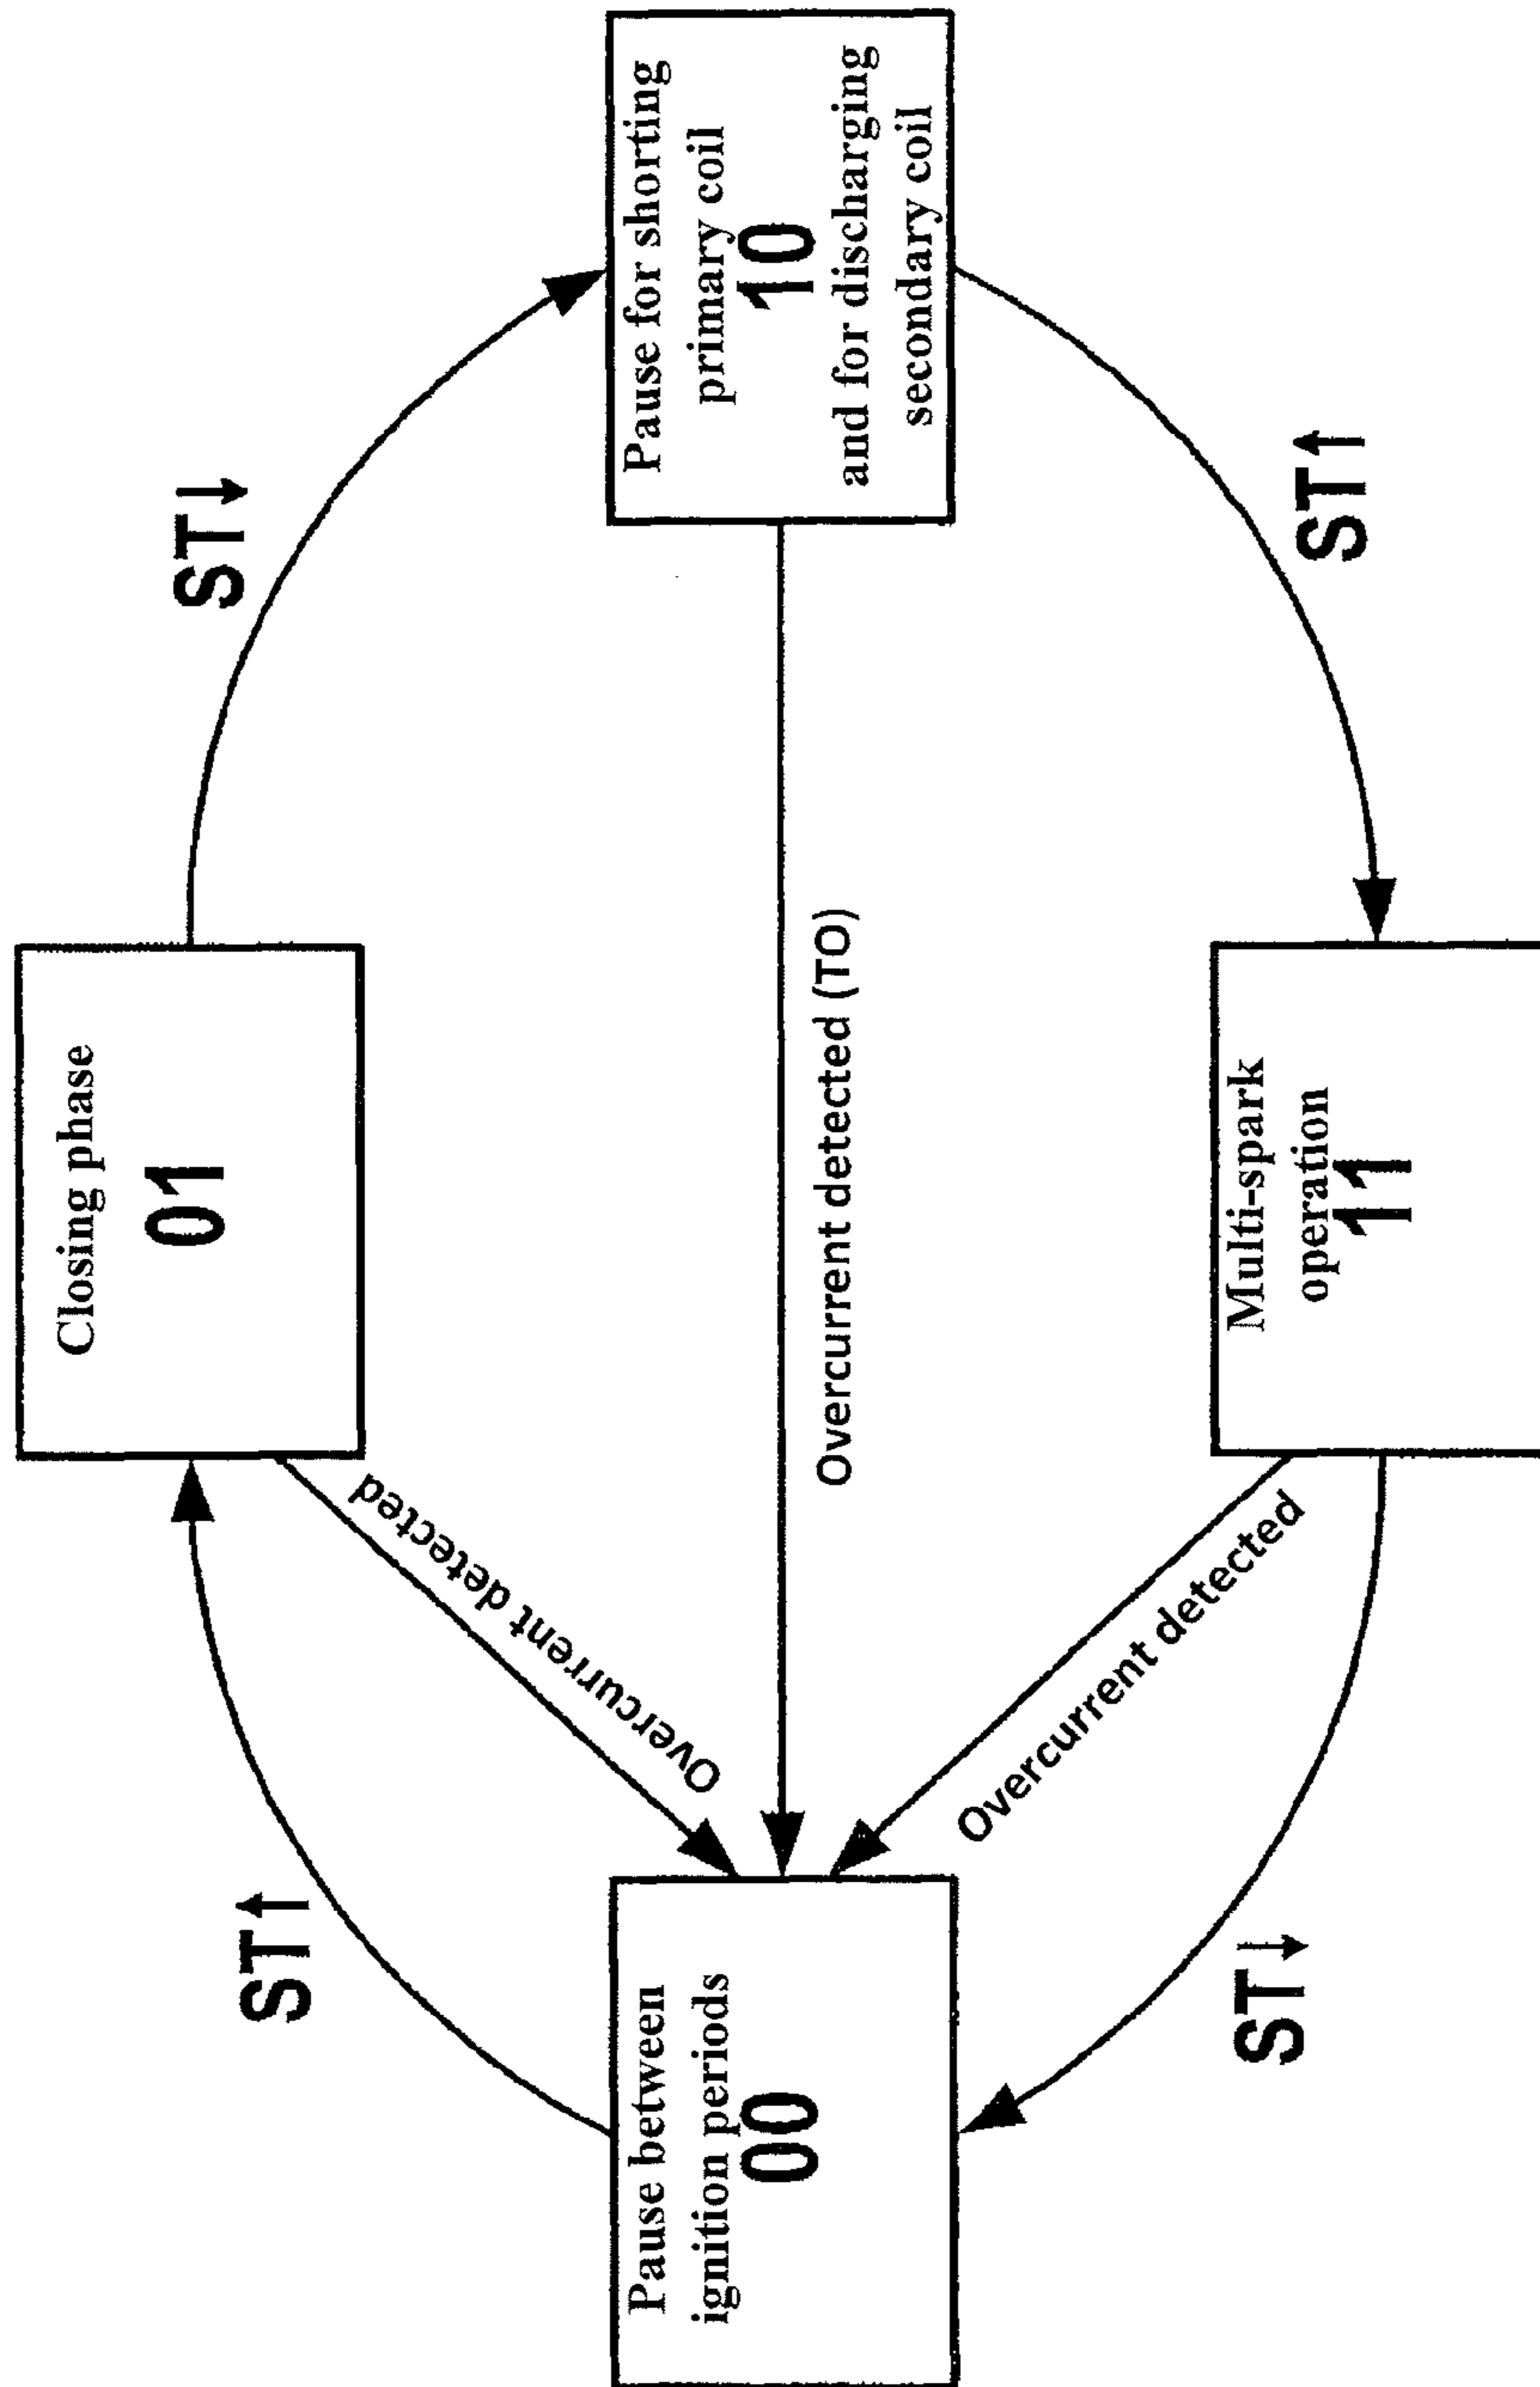 Closing phase
01
ST↑
ST↓
Overcurrent detected
Pause between
ignition periods
00
Overcurrent detected (TO)
Pause for shorting
primary coil
10
and for discharging
secondary coil
Overcurrent detected
ST↓
ST↑
Multi-spark
operation
11